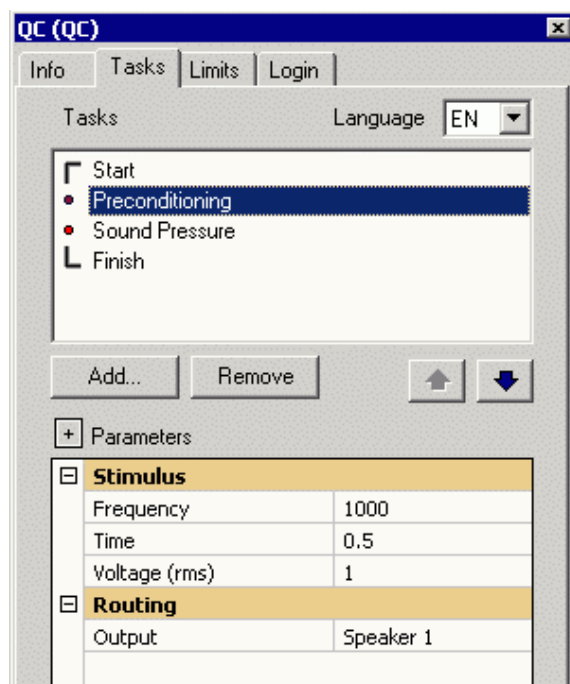 QC (QC)
Info Tasks Limits Login
Tasks Language EN
Start
Preconditioning
Sound Pressure
Finish
Add... Remove
Parameters
Stimulus
Frequency 1000
Time 0.5
Voltage (rms) 1
Routing
Output Speaker 1